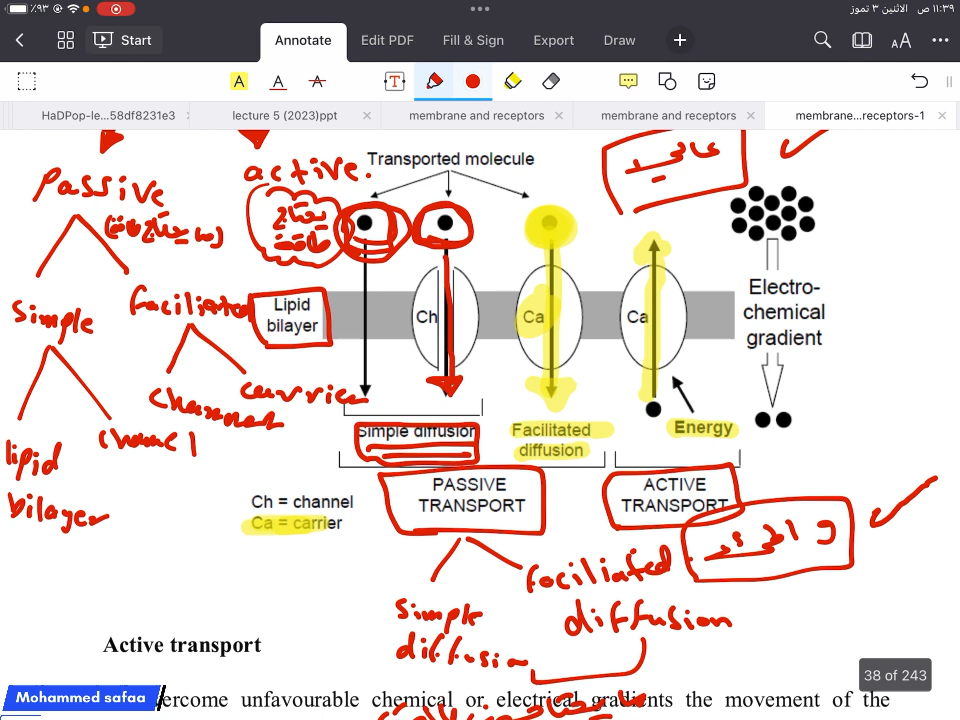 ٪٩٣
١١:٣٩ ص الاثنين ٣ تموز
Start
Annotate
Edit PDF
Fill & Sign
Export
Draw
HaDPop-le...58df8231e3
lecture 5 (2023)ppt
membrane and receptors
membrane and receptors
membrane...receptors-1
Passive
active.
Transported molecule
يحتاج
طاقة
simple
Lipid
bilayer
Ch
Ca
Ca
Electro-
chemical
gradient
lipid
bilayer
channel
Simple diffusion
Facilitated
diffusion
Energy
PASSIVE
TRANSPORT
ACTIVE
TRANSPORT
Ch = channel
Ca = carrier
simple
diffusion
faciliated
diffusion
Active transport
38 of 243
Mohammed safaa
ercome unfavourable chemical or electrical gradients the movement of the